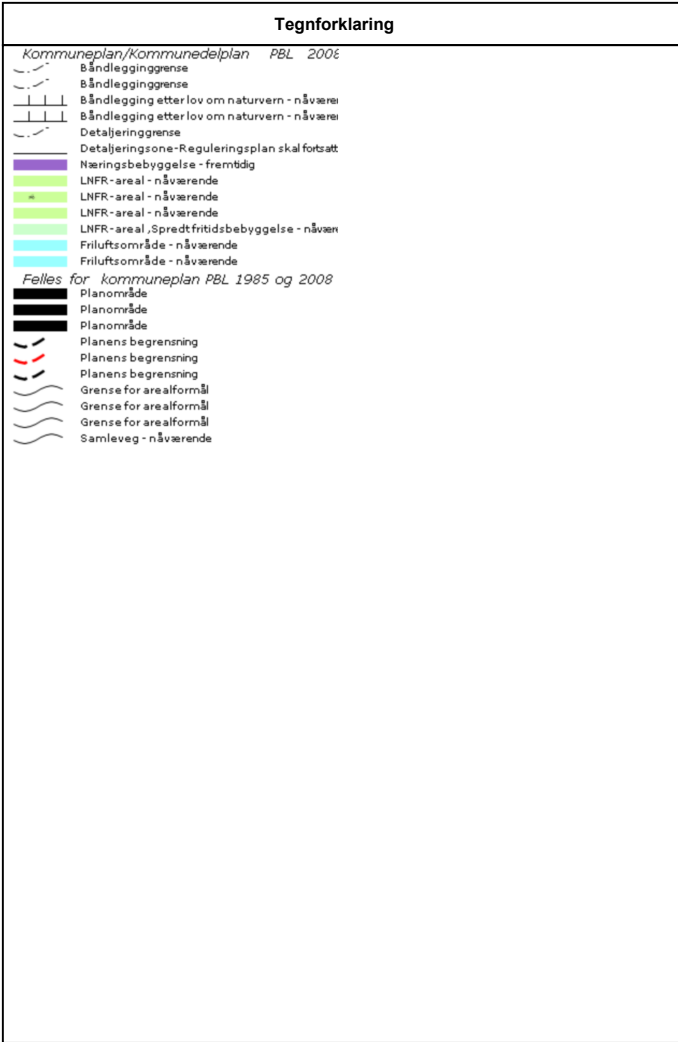 Tegnforklaring
Kommuneplan/Kommunedelplan PBL 2008
Båndlegginggrense
Båndlegginggrense
Båndlegging etter lov om naturvern - nåvære
Båndlegging etter lov om naturvern - nåvære
Detaljeringgrense
Detaljeringsone-Reguleringsplan skal fortsatt
Næringsbebyggelse - fremtidig
LNFR-areal - nåværende
LNFR-areal - nåværende
LNFR-areal - nåværende
LNFR-areal ,Spredt fritidsbebyggelse - nåvære
Friluftsområde - nåværende
Friluftsområde - nåværende
Felles for kommuneplan PBL 1985 og 2008
Planområde
Planområde
Planområde
Planens begrensning
Planens begrensning
Planens begrensning
Grense for arealformål
Grense for arealformål
Grense for arealformål
Samleveg - nåværende